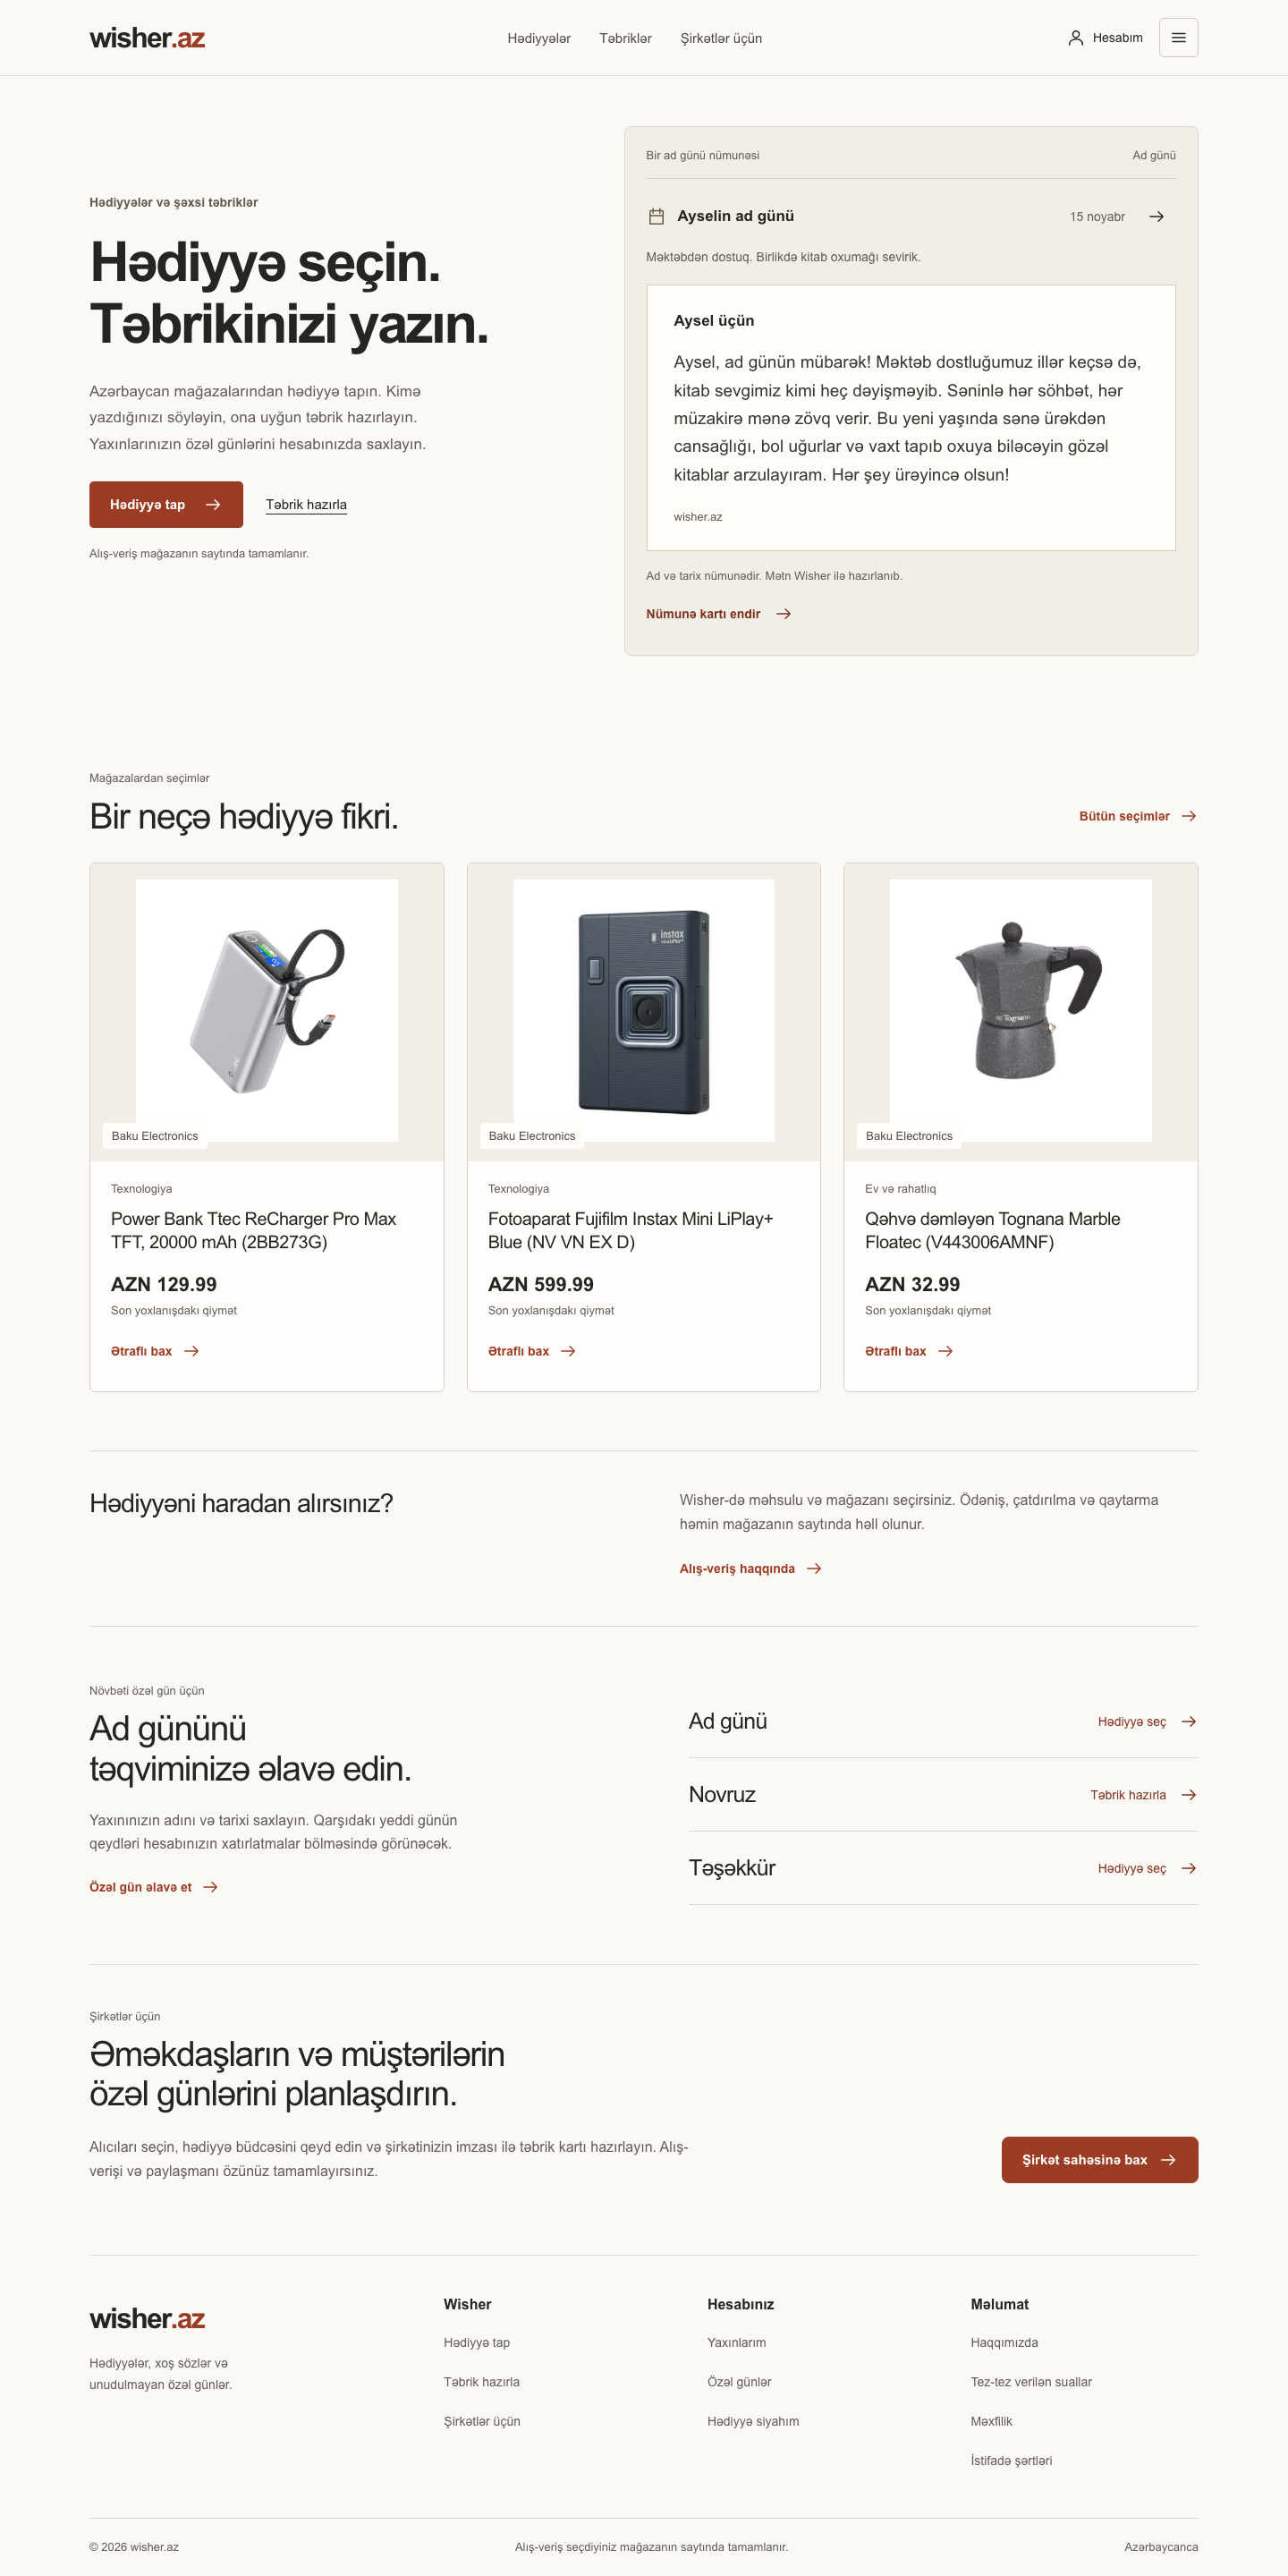 wisher.az
Hədiyyələr
Təbriklər
Şirkətlər üçün
Hesabım
Hədiyyələr və şəxsi təbriklər
Hədiyyə seçin.
Təbrikinizi yazın.
Azərbaycan mağazalarından hədiyyə tapın. Kimə
yazdığınızı söyləyin, ona uyğun təbrik hazırlayın.
Yaxınlarınızın özəl günlərini hesabınızda saxlayın.
Hədiyyə tap
Təbrik hazırla
Alış-veriş mağazanın saytında tamamlanır.
Bir ad günü nümunəsi
Ad günü
Ayselin ad günü
15 noyabr
Məktəbdən dostuq. Birlikdə kitab oxumağı sevirik.
Aysel üçün
Aysel, ad günün mübarək! Məktəb dostluğumuz illər keçsə də,
kitab sevgimiz kimi heç dəyişməyib. Səninlə hər söhbət, hər
müzakirə mənə zövq verir. Bu yeni yaşında sənə ürəkdən
cansağlığı, bol uğurlar və vaxt tapıb oxuya biləcəyin gözəl
kitablar arzulayıram. Hər şey ürəyincə olsun!
wisher.az
Ad və tarix nümunədir. Mətn Wisher ilə hazırlanıb.
Nümunə kartı endir
Mağazalardan seçimlər
Bir neçə hədiyyə fikri.
Bütün seçimlər
Baku Electronics
Texnologiya
Power Bank Ttec ReCharger Pro Max
TFT, 20000 mAh (2BB273G)
AZN 129.99
Son yoxlanışdakı qiymət
Ətraflı bax
instax
mini LiPlay+
Baku Electronics
Texnologiya
Fotoaparat Fujifilm Instax Mini LiPlay+
Blue (NV VN EX D)
AZN 599.99
Son yoxlanışdakı qiymət
Ətraflı bax
Tognana
Baku Electronics
Ev və rahatlıq
Qəhvə dəmləyən Tognana Marble
Floatec (V443006AMNF)
AZN 32.99
Son yoxlanışdakı qiymət
Ətraflı bax
Hədiyyəni haradan alırsınız?
Wisher-də məhsulu və mağazanı seçirsiniz. Ödəniş, çatdırılma və qaytarma
həmin mağazanın saytında həll olunur.
Alış-veriş haqqında
Növbəti özəl gün üçün
Ad gününü
təqviminizə əlavə edin.
Yaxınınızın adını və tarixi saxlayın. Qarşıdakı yeddi günün
qeydləri hesabınızın xatırlatmalar bölməsində görünəcək.
Özəl gün əlavə et
Ad günü
Hədiyyə seç
Novruz
Təbrik hazırla
Təşəkkür
Hədiyyə seç
Şirkətlər üçün
Əməkdaşların və müştərilərin
özəl günlərini planlaşdırın.
Alıcıları seçin, hədiyyə büdcəsini qeyd edin və şirkətinizin imzası ilə təbrik kartı hazırlayın. Alış-
verişi və paylaşmanı özünüz tamamlayırsınız.
Şirkət sahəsinə bax
wisher.az
Hədiyyələr, xoş sözlər və
unudulmayan özəl günlər.
Wisher
Hədiyyə tap
Təbrik hazırla
Şirkətlər üçün
Hesabınız
Yaxınlarım
Özəl günlər
Hədiyyə siyahım
Məlumat
Haqqımızda
Tez-tez verilən suallar
Məxfilik
İstifadə şərtləri
© 2026 wisher.az
Alış-veriş seçdiyiniz mağazanın saytında tamamlanır.
Azərbaycanca